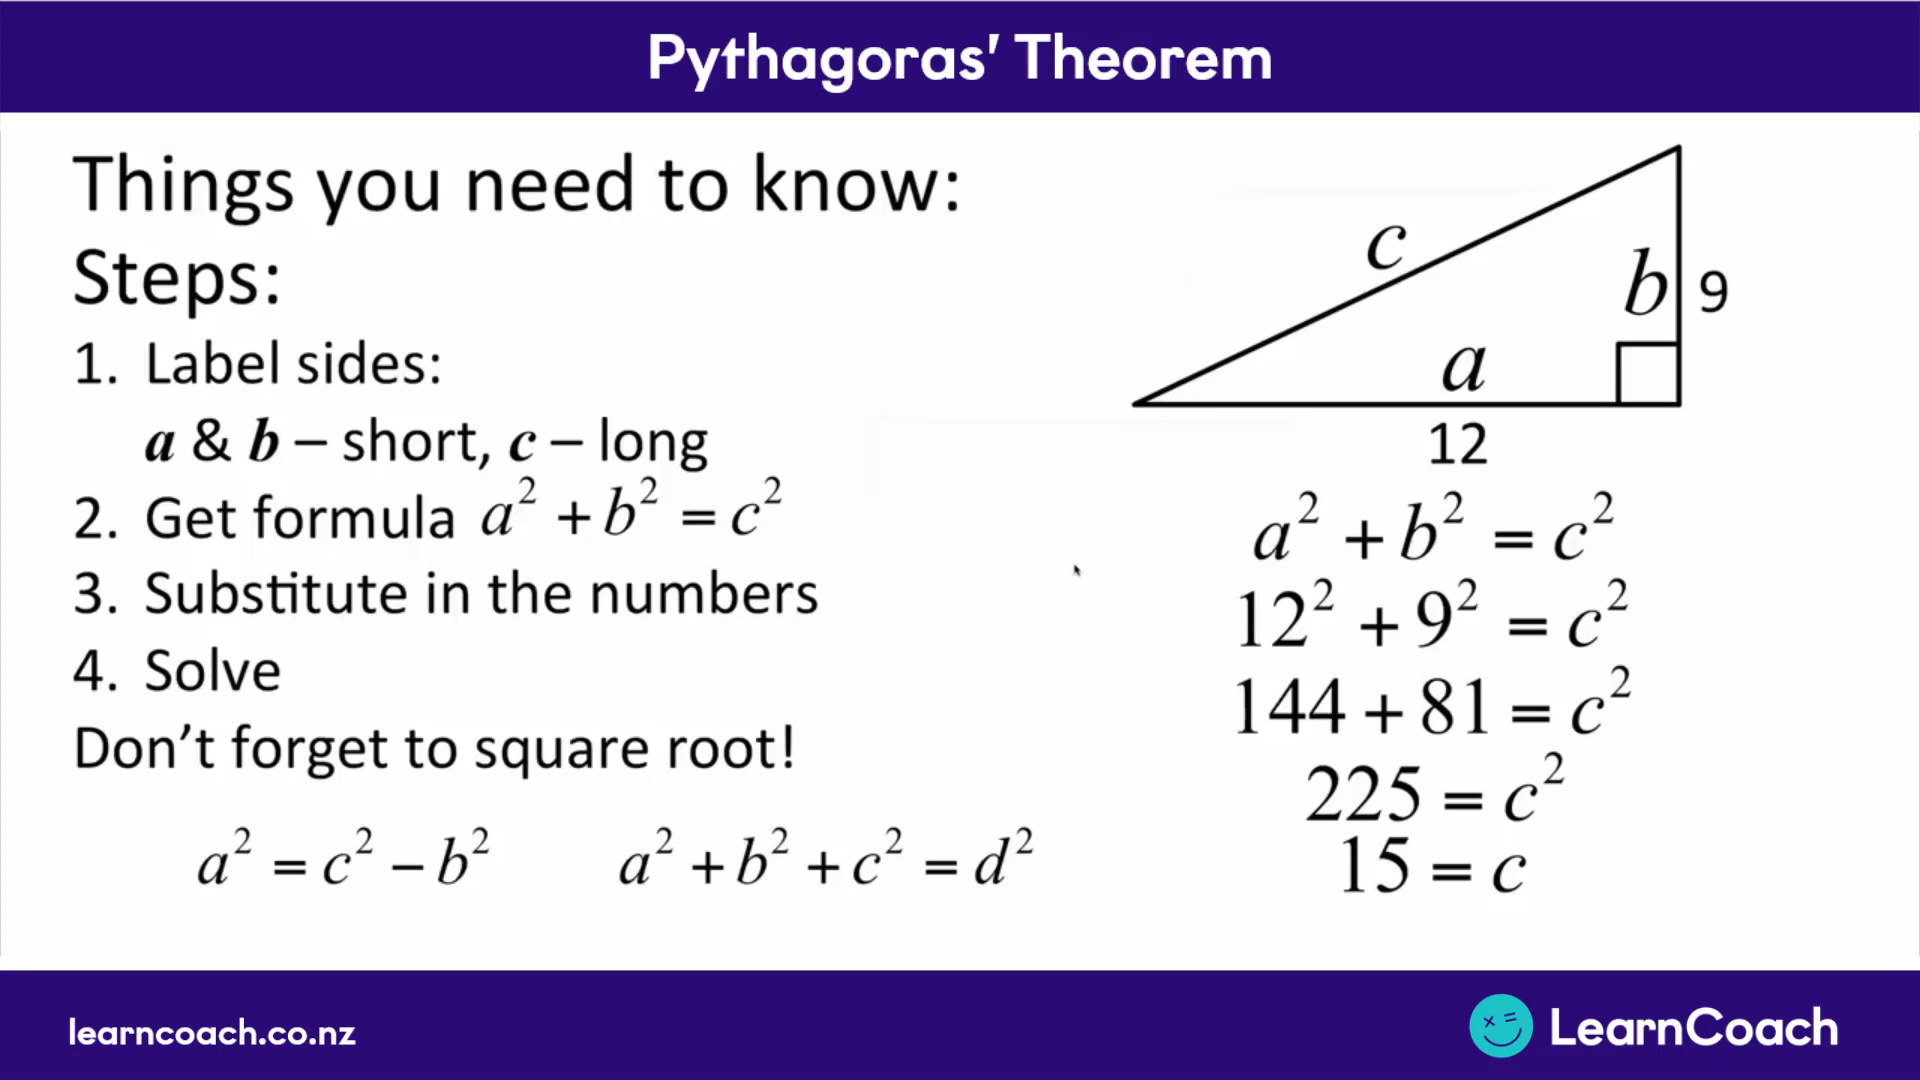 Pythagoras' Theorem
Things you need to know:
Steps:
1. Label sides:
a & b – short, c – long
2. Get formula a² + b² = c²
3. Substitute in the numbers
4. Solve
Don't forget to square root!
a² = c² − b²
a² + b² + c² = d²
c
b
9
a
12
a² + b² = c²
12² + 9² = c²
144 + 81 = c²
225 = c²
15 = c
learncoach.co.nz
LearnCoach